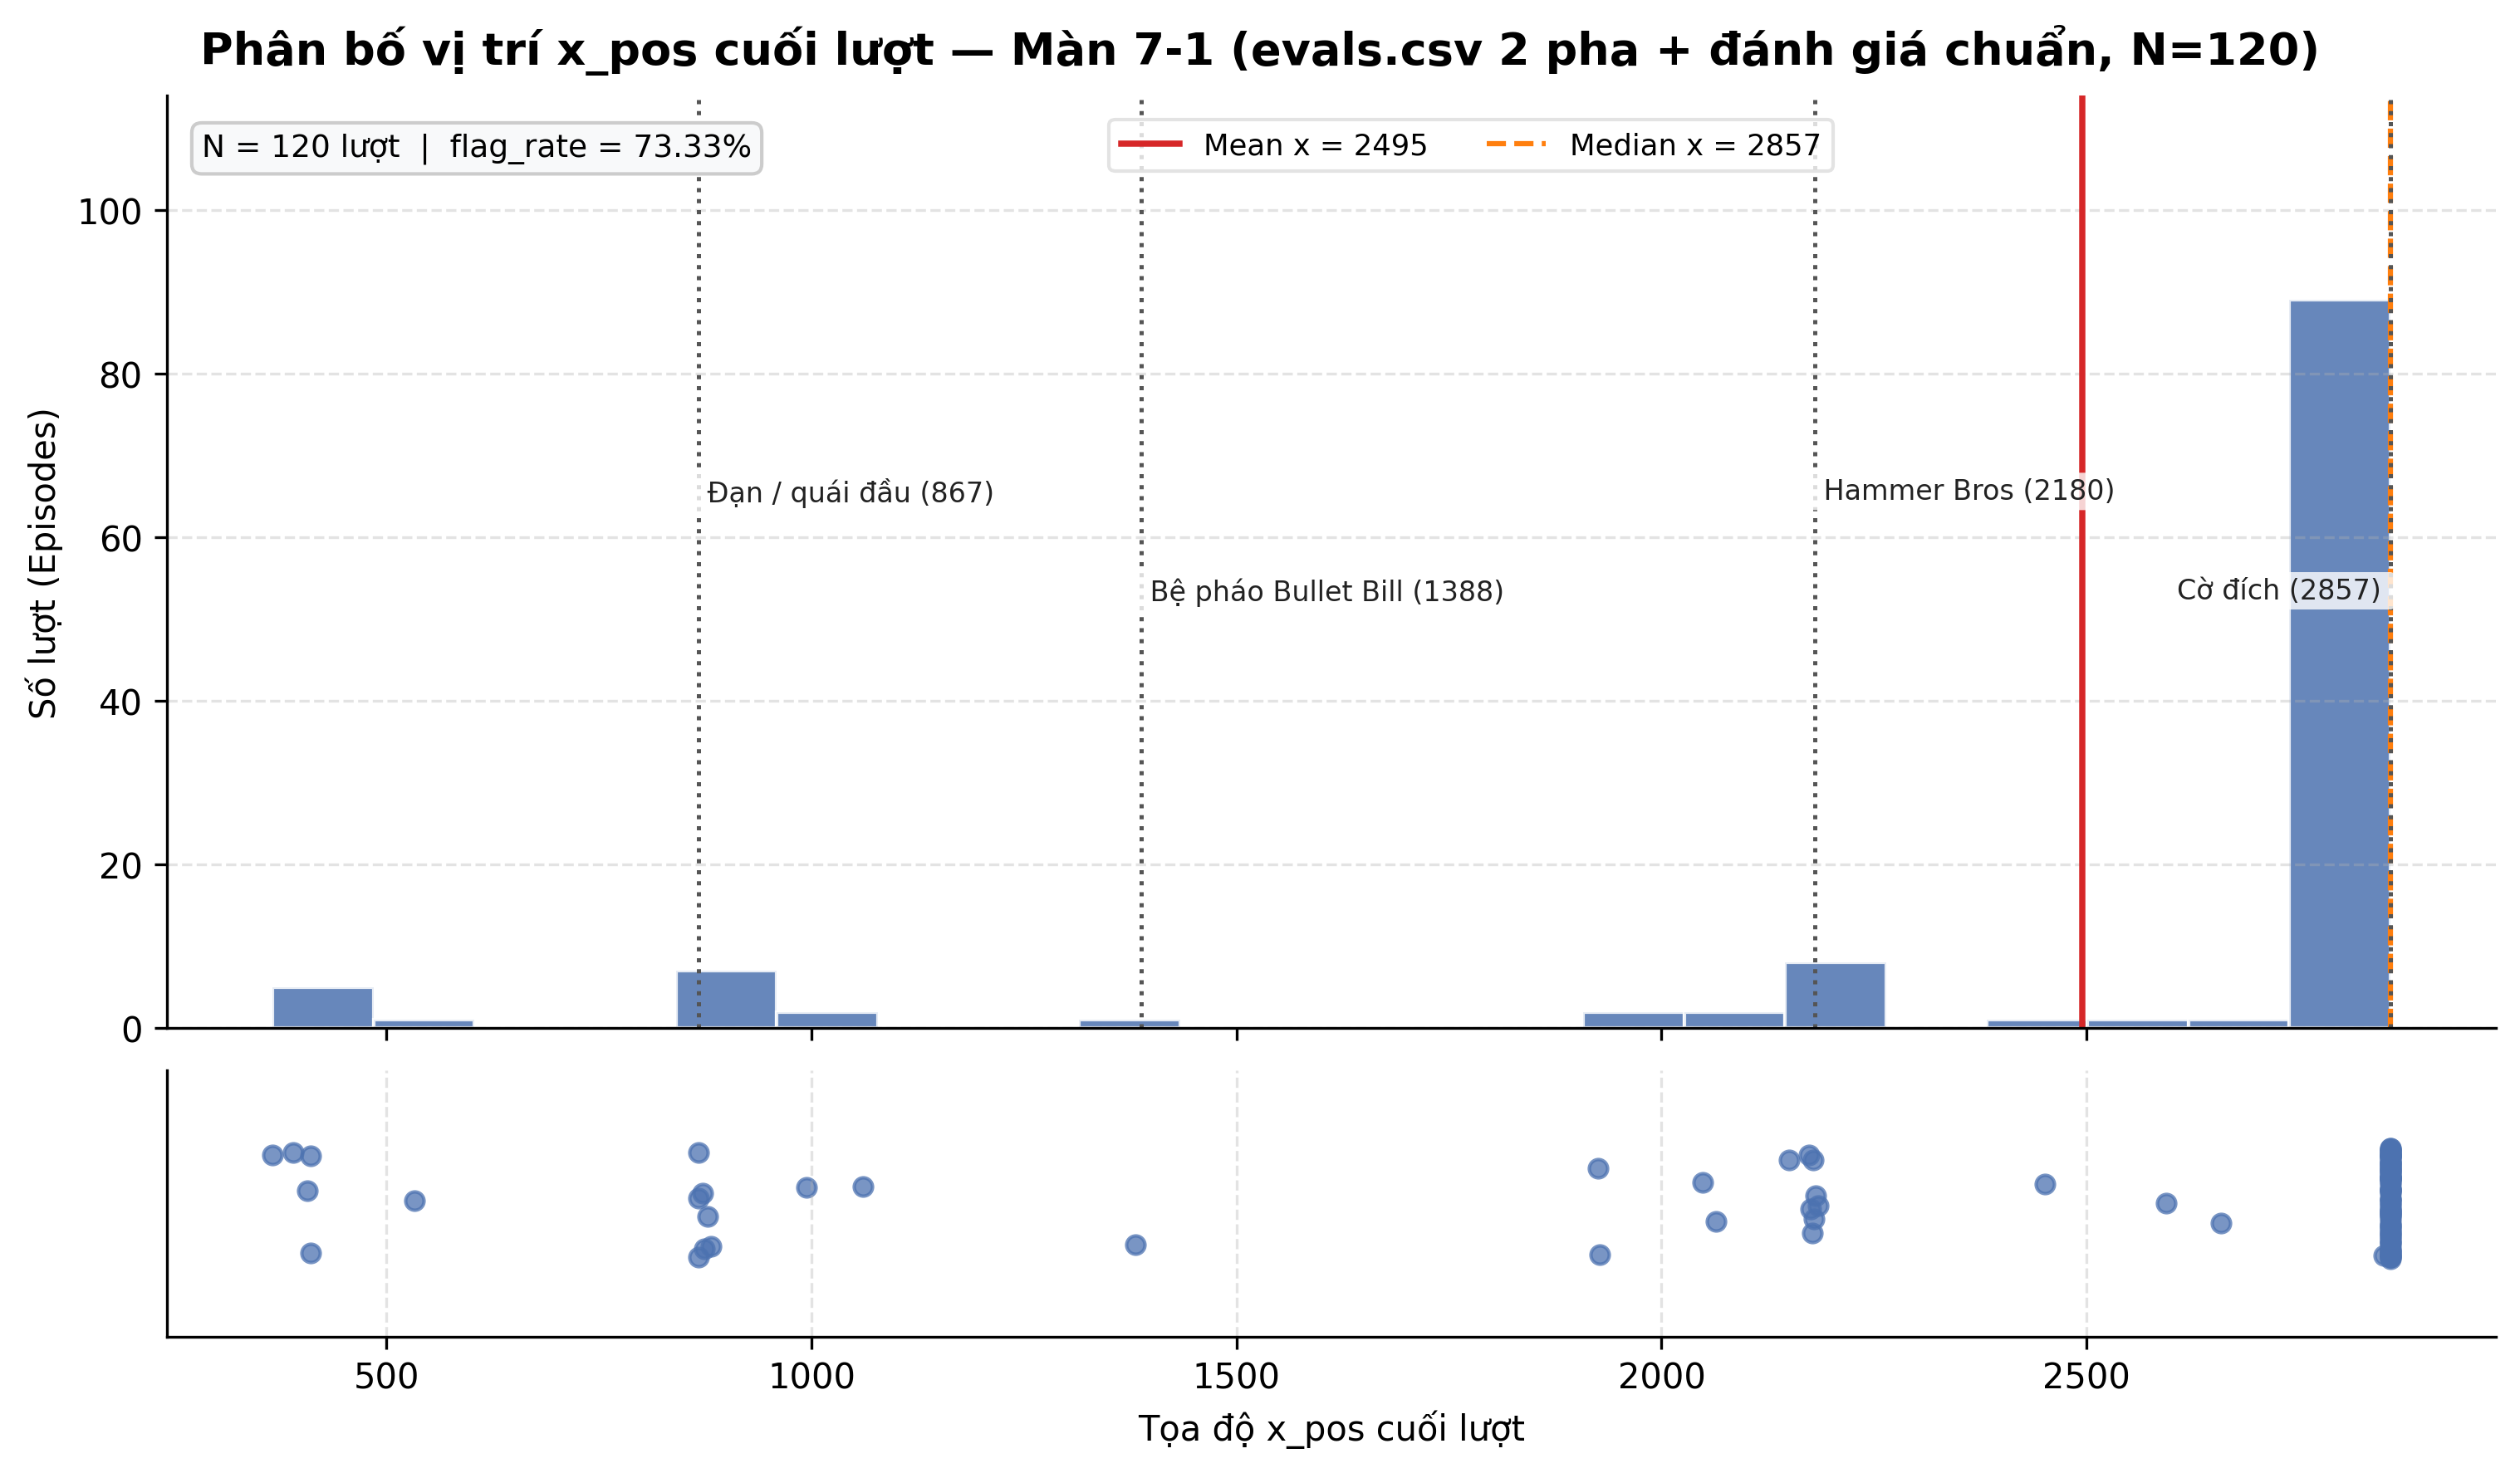 Phân bố vị trí x_pos cuối lượt — Màn 7-1 (evals.csv 2 pha + đánh giá chuẩn, N=120)
N = 120 lượt | flag_rate = 73.33%
Mean x = 2495
Median x = 2857
Số lượt (Episodes)
100
80
60
40
20
0
Đạn / quái đầu (867)
Hammer Bros (2180)
Bệ pháo Bullet Bill (1388)
Cờ đích (2857)
500
1000
1500
2000
2500
Tọa độ x_pos cuối lượt